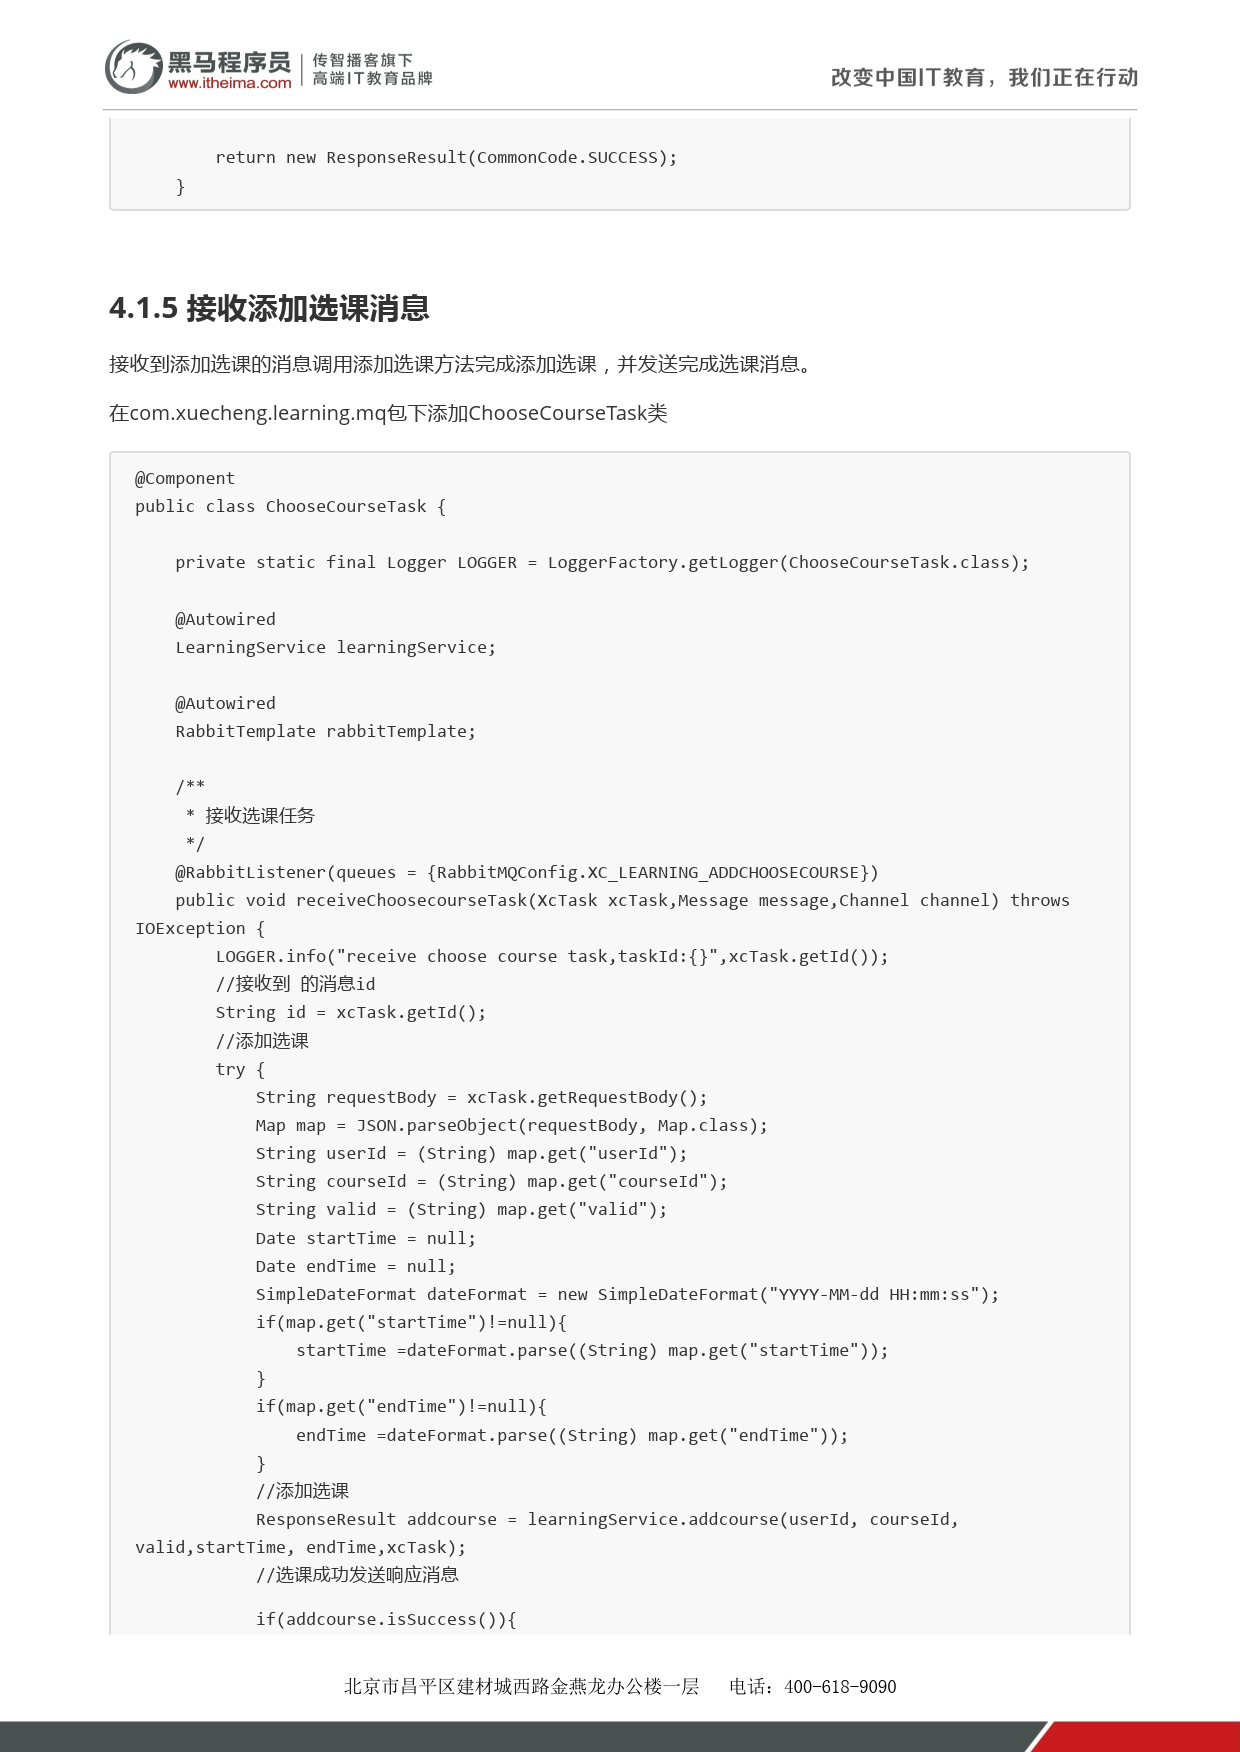 黑马程序员
www.itheima.com
传智播客旗下
高端IT教育品牌
改变中国IT教育，我们正在行动
        return new ResponseResult(CommonCode.SUCCESS);
    }
4.1.5 接收添加选课消息
接收到添加选课的消息调用添加选课方法完成添加选课，并发送完成选课消息。
在com.xuecheng.learning.mq包下添加ChooseCourseTask类
@Component
public class ChooseCourseTask {
    private static final Logger LOGGER = LoggerFactory.getLogger(ChooseCourseTask.class);
    @Autowired
    LearningService learningService;
    @Autowired
    RabbitTemplate rabbitTemplate;
    /**
     * 接收选课任务
     */
    @RabbitListener(queues = {RabbitMQConfig.XC_LEARNING_ADDCHOOSECOURSE})
    public void receiveChoosecourseTask(XcTask xcTask,Message message,Channel channel) throws
IOException {
        LOGGER.info("receive choose course task,taskId:{}",xcTask.getId());
        //接收到 的消息id
        String id = xcTask.getId();
        //添加选课
        try {
            String requestBody = xcTask.getRequestBody();
            Map map = JSON.parseObject(requestBody, Map.class);
            String userId = (String) map.get("userId");
            String courseId = (String) map.get("courseId");
            String valid = (String) map.get("valid");
            Date startTime = null;
            Date endTime = null;
            SimpleDateFormat dateFormat = new SimpleDateFormat("YYYY-MM-dd HH:mm:ss");
            if(map.get("startTime")!=null){
                startTime =dateFormat.parse((String) map.get("startTime"));
            }
            if(map.get("endTime")!=null){
                endTime =dateFormat.parse((String) map.get("endTime"));
            }
            //添加选课
            ResponseResult addcourse = learningService.addcourse(userId, courseId,
valid,startTime, endTime,xcTask);
            //选课成功发送响应消息
            if(addcourse.isSuccess()){
北京市昌平区建材城西路金燕龙办公楼一层 电话：400-618-9090